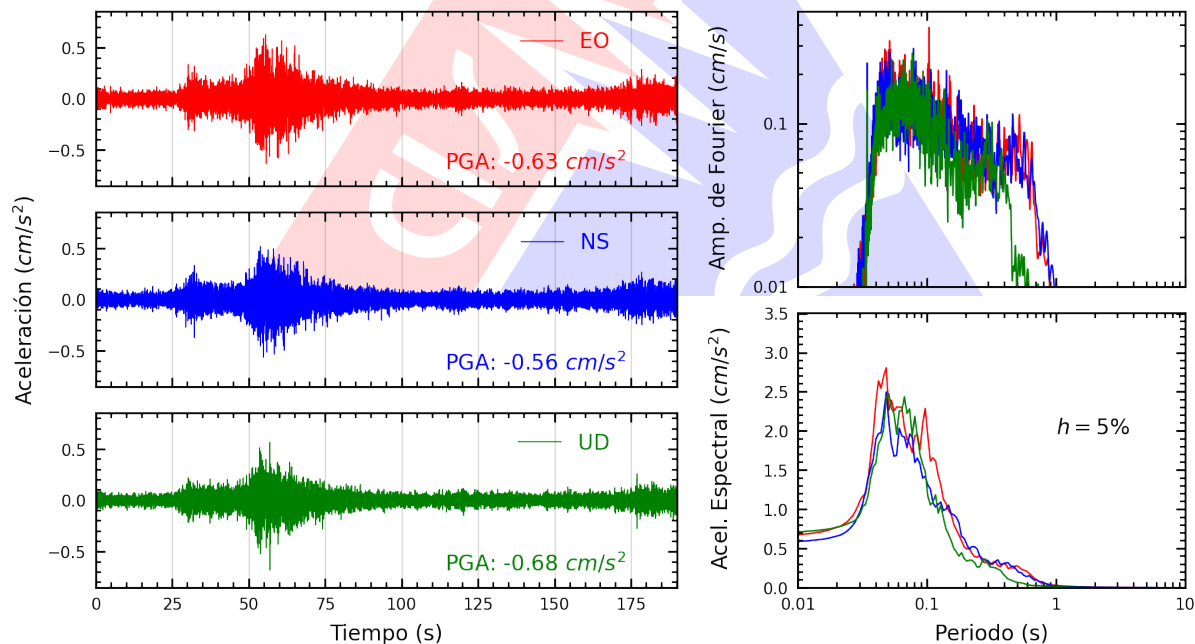 EO
PGA: -0.63 cm/s²
0.5
0.0
−0.5
NS
PGA: -0.56 cm/s²
0.5
0.0
−0.5
UD
PGA: -0.68 cm/s²
0.5
0.0
−0.5
Aceleración (cm/s²)
0 25 50 75 100 125 150 175
Tiempo (s)
Amp. de Fourier (cm/s)
0.1
0.01
Acel. Espectral (cm/s²)
3.5
3.0
2.5
2.0
1.5
1.0
0.5
0.0
h = 5%
0.01 0.1 1 10
Periodo (s)